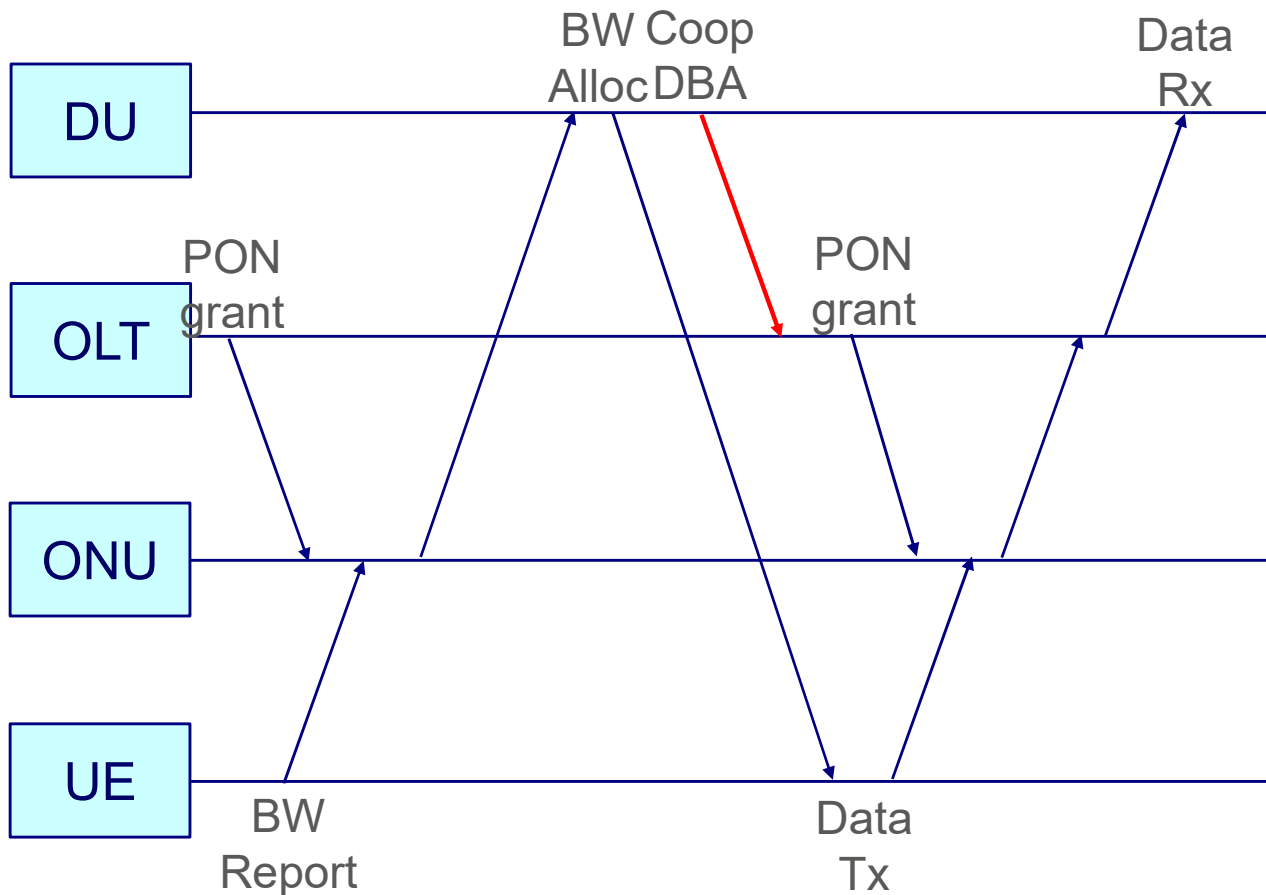 BW Coop
Alloc DBA
Data
Rx
DU
PON
grant
PON
grant
OLT
ONU
UE
BW
Report
Data
Tx